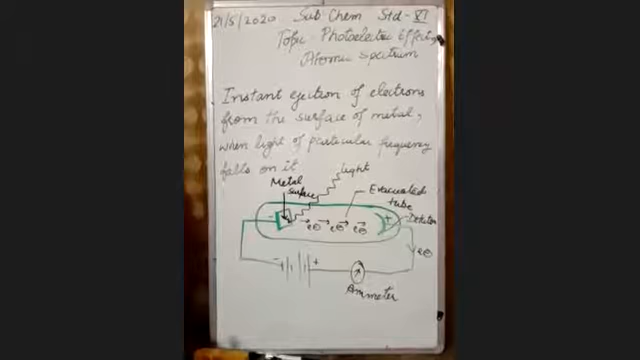 21/5/2020 Sub: Chem Std - XI
Topic - Photoelectric Effect,
Atomic spectrum
Instant ejection of electrons
from the surface of metal,
when light of particular frequency
falls on it
light
Metal
surface
Evacuated
tube
- + Detector
e⊖ e⊖ e⊖
e⊖
- +
Ammeter